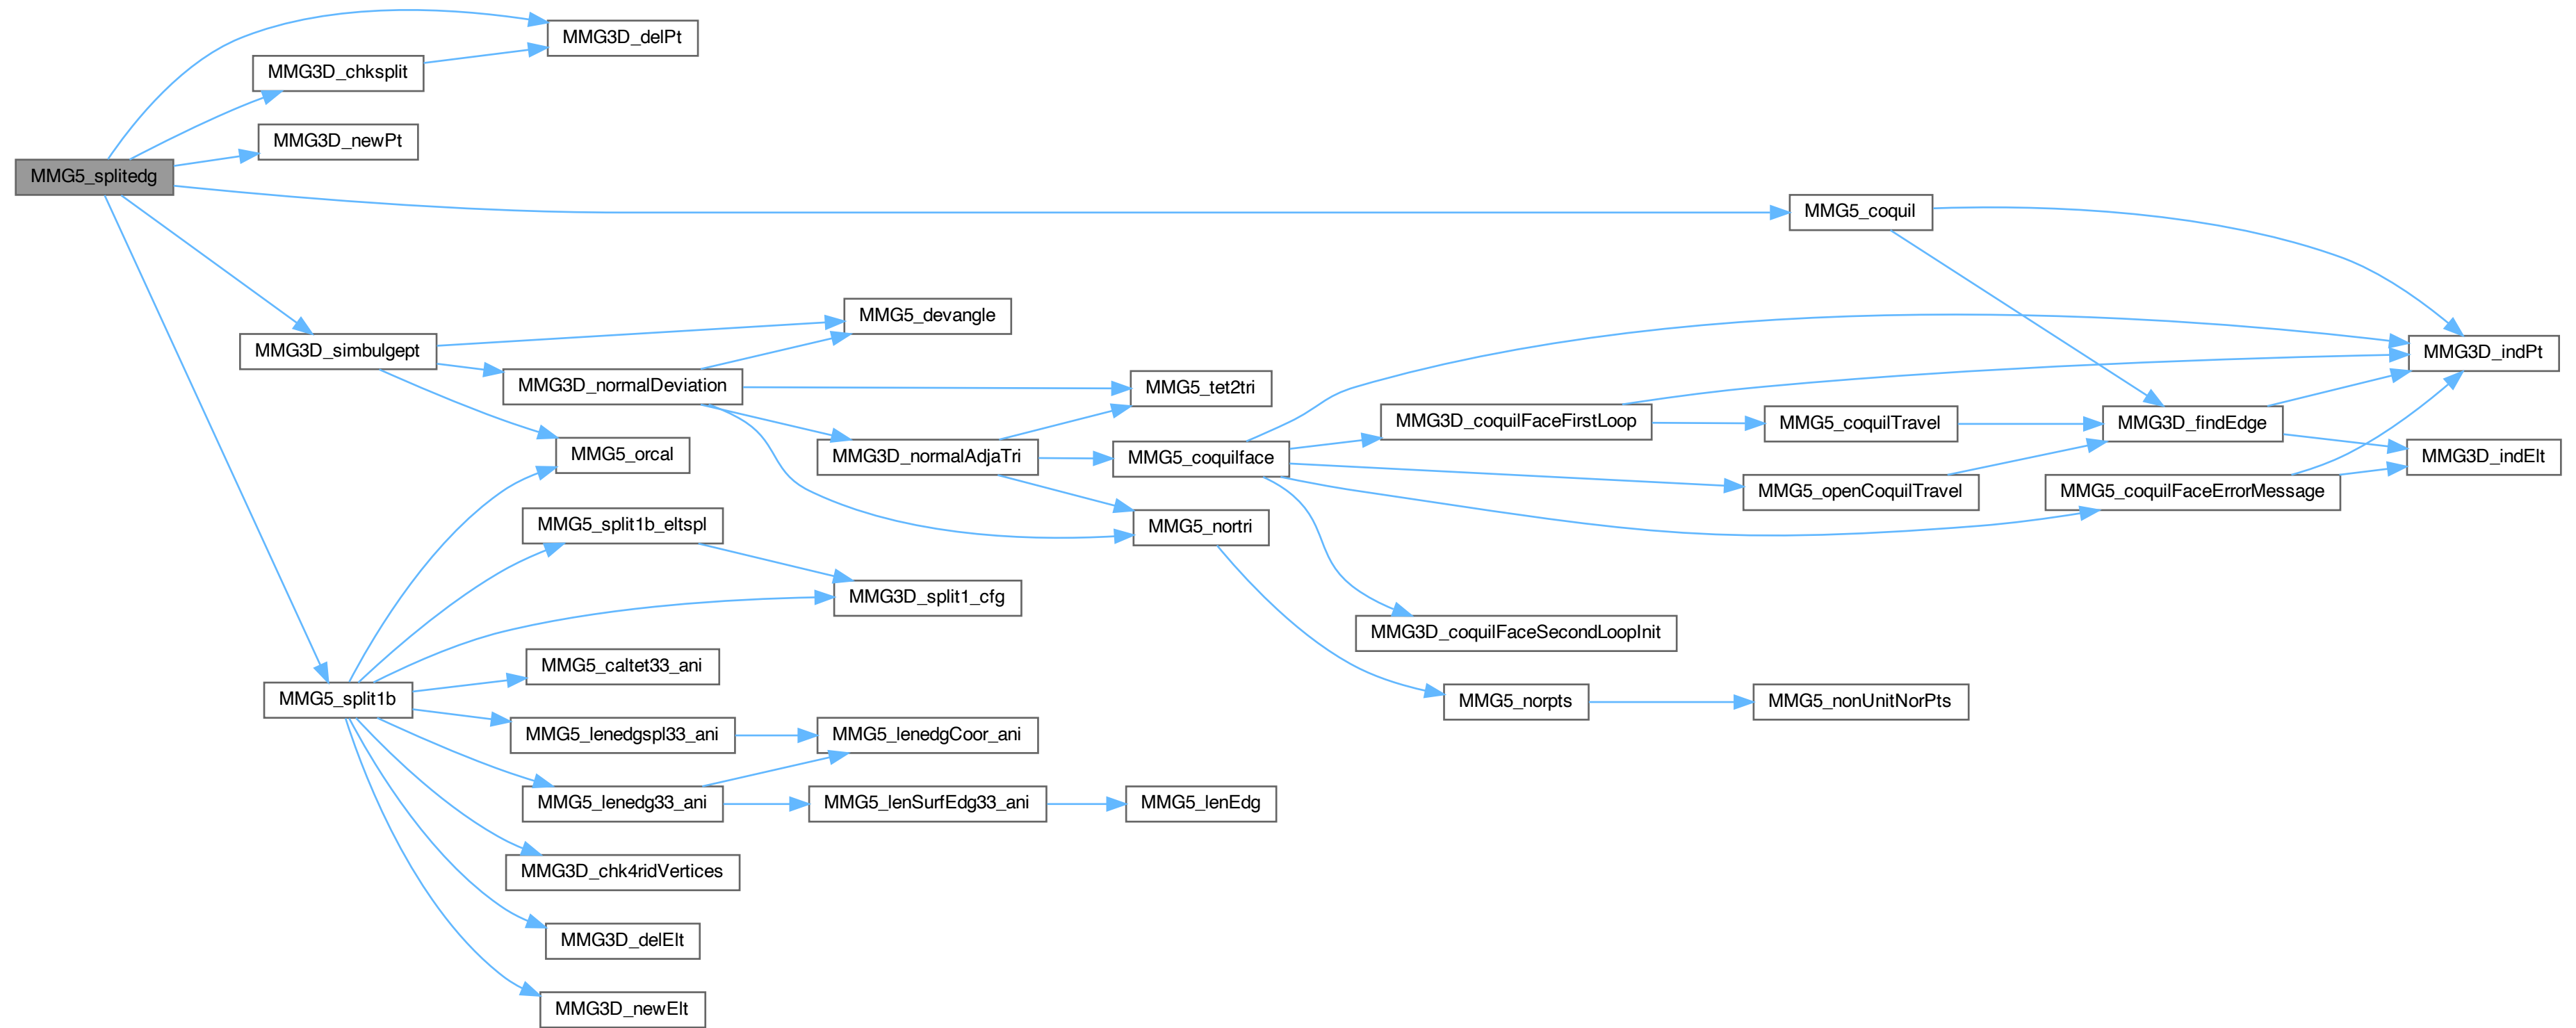 MMG5_splitedg
MMG3D_delPt
MMG3D_chksplit
MMG3D_newPt
MMG5_coquil
MMG3D_simbulgept
MMG5_devangle
MMG3D_normalDeviation
MMG5_orcal
MMG5_tet2tri
MMG3D_normalAdjaTri
MMG5_coquilface
MMG5_nortri
MMG3D_coquilFaceFirstLoop
MMG5_coquilTravel
MMG5_openCoquilTravel
MMG3D_findEdge
MMG5_coquilFaceErrorMessage
MMG3D_indPt
MMG3D_indElt
MMG3D_coquilFaceSecondLoopInit
MMG5_norpts
MMG5_nonUnitNorPts
MMG5_split1b
MMG5_split1b_eltspl
MMG3D_split1_cfg
MMG5_caltet33_ani
MMG5_lenedgspl33_ani
MMG5_lenedgCoor_ani
MMG5_lenedg33_ani
MMG5_lenSurfEdg33_ani
MMG5_lenEdg
MMG3D_chk4ridVertices
MMG3D_delElt
MMG3D_newElt